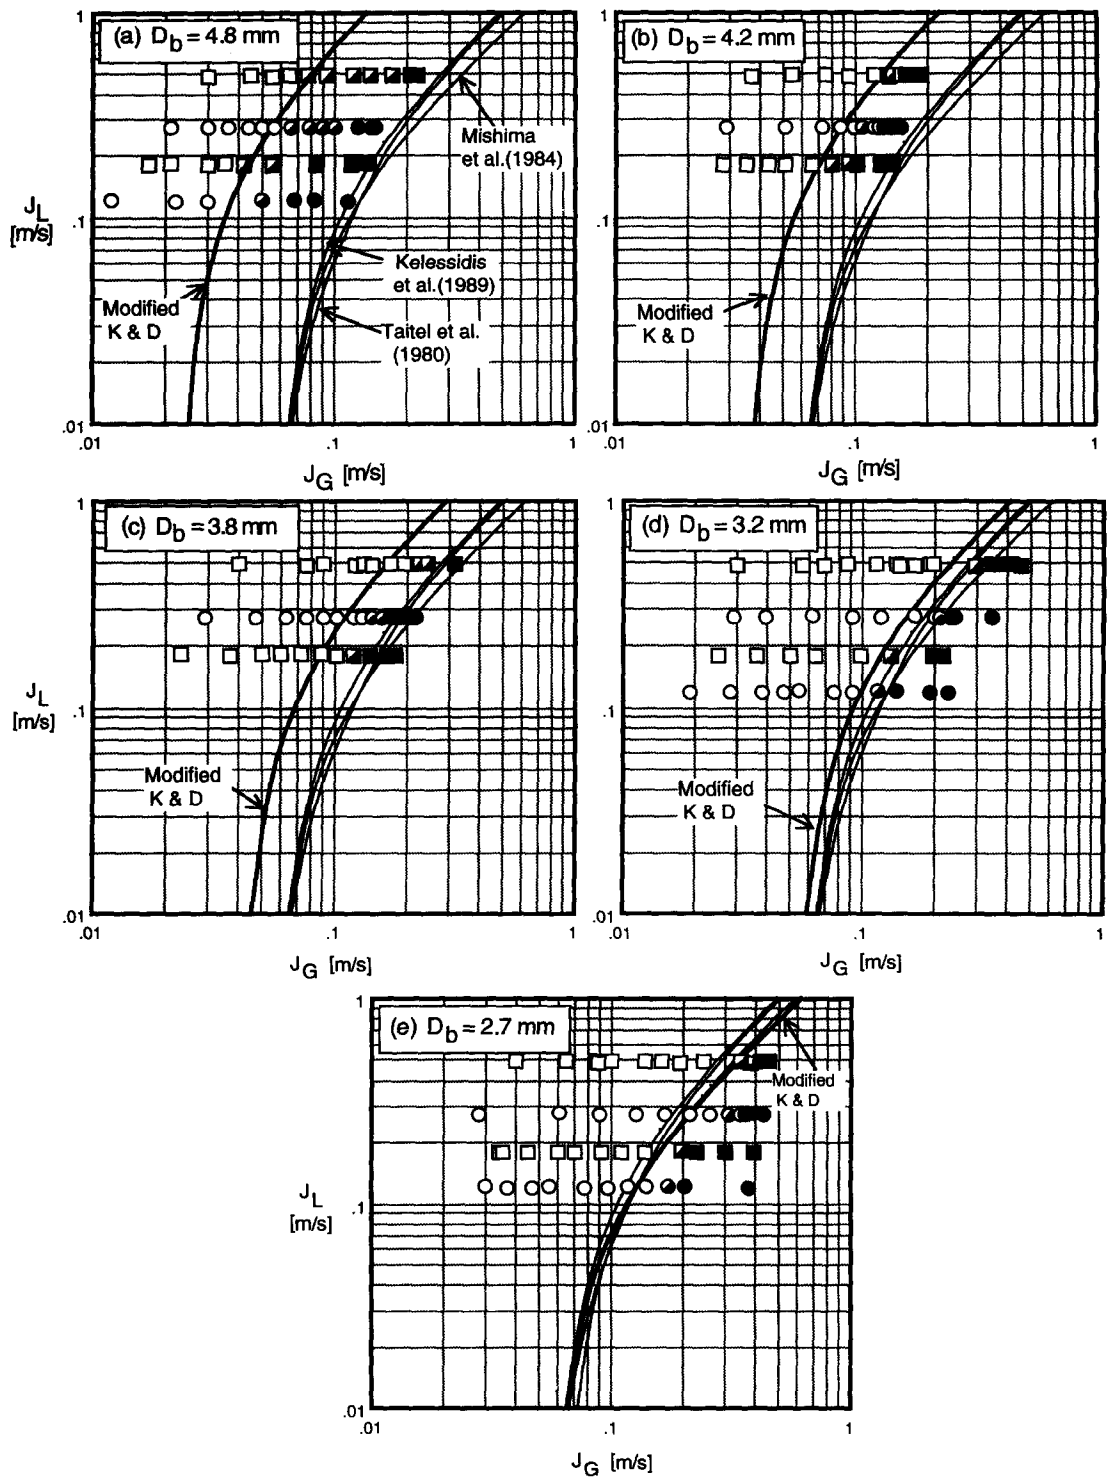 (a) D_b = 4.8 mm
1
Mishima
et al.(1984)
J_L
[m/s]
.1
Kelessidis
et al.(1989)
Modified
K & D
Taitel et al.
(1980)
.01
.01
.1
1
J_G [m/s]
(b) D_b = 4.2 mm
1
.1
Modified
K & D
.01
.01
.1
1
J_G [m/s]
(c) D_b = 3.8 mm
1
J_L
[m/s]
.1
Modified
K & D
.01
.01
.1
1
J_G [m/s]
(d) D_b = 3.2 mm
1
.1
Modified
K & D
.01
.01
.1
1
J_G [m/s]
(e) D_b = 2.7 mm
1
Modified
K & D
J_L
[m/s]
.1
.01
.01
.1
1
J_G [m/s]